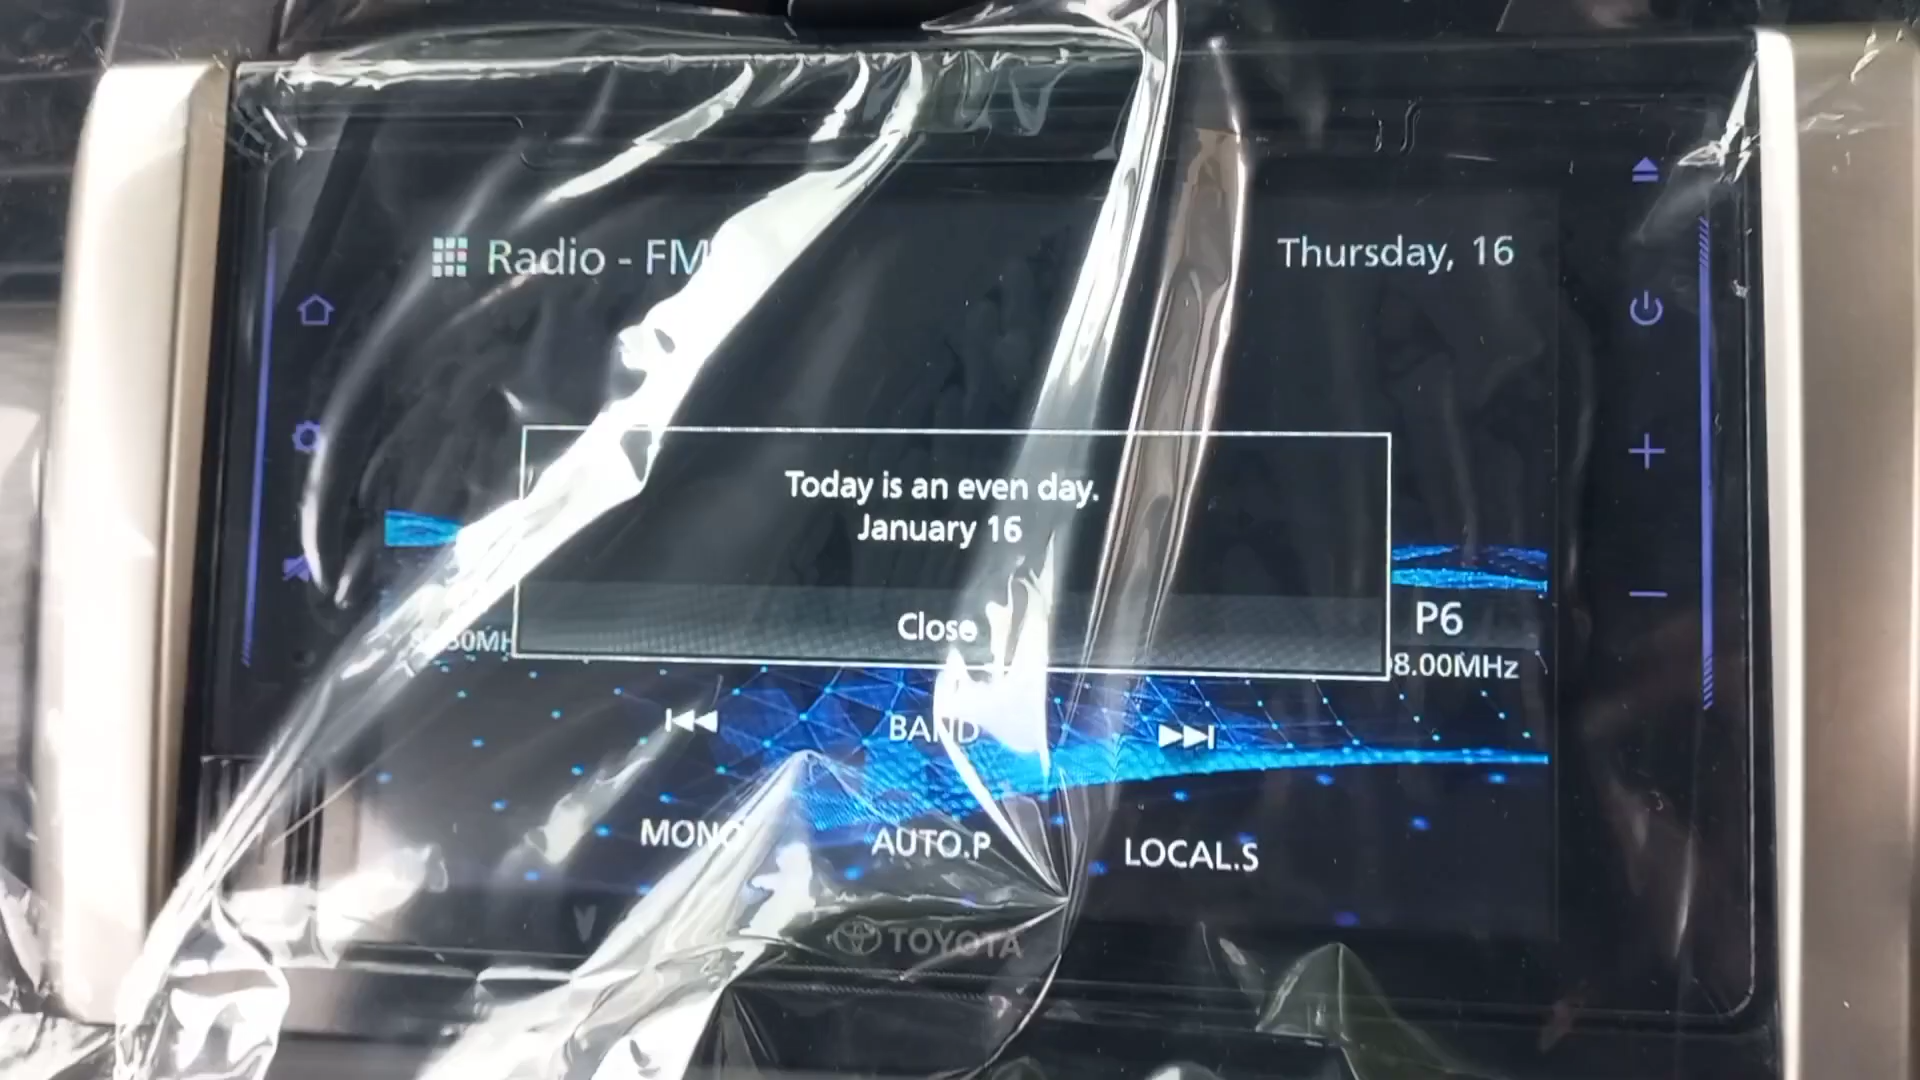 Radio - FM
Thursday, 16
Today is an even day.
January 16
Close
P6
8.00MHz
BAND
MONO
AUTO.P
LOCAL.S
TOYOTA